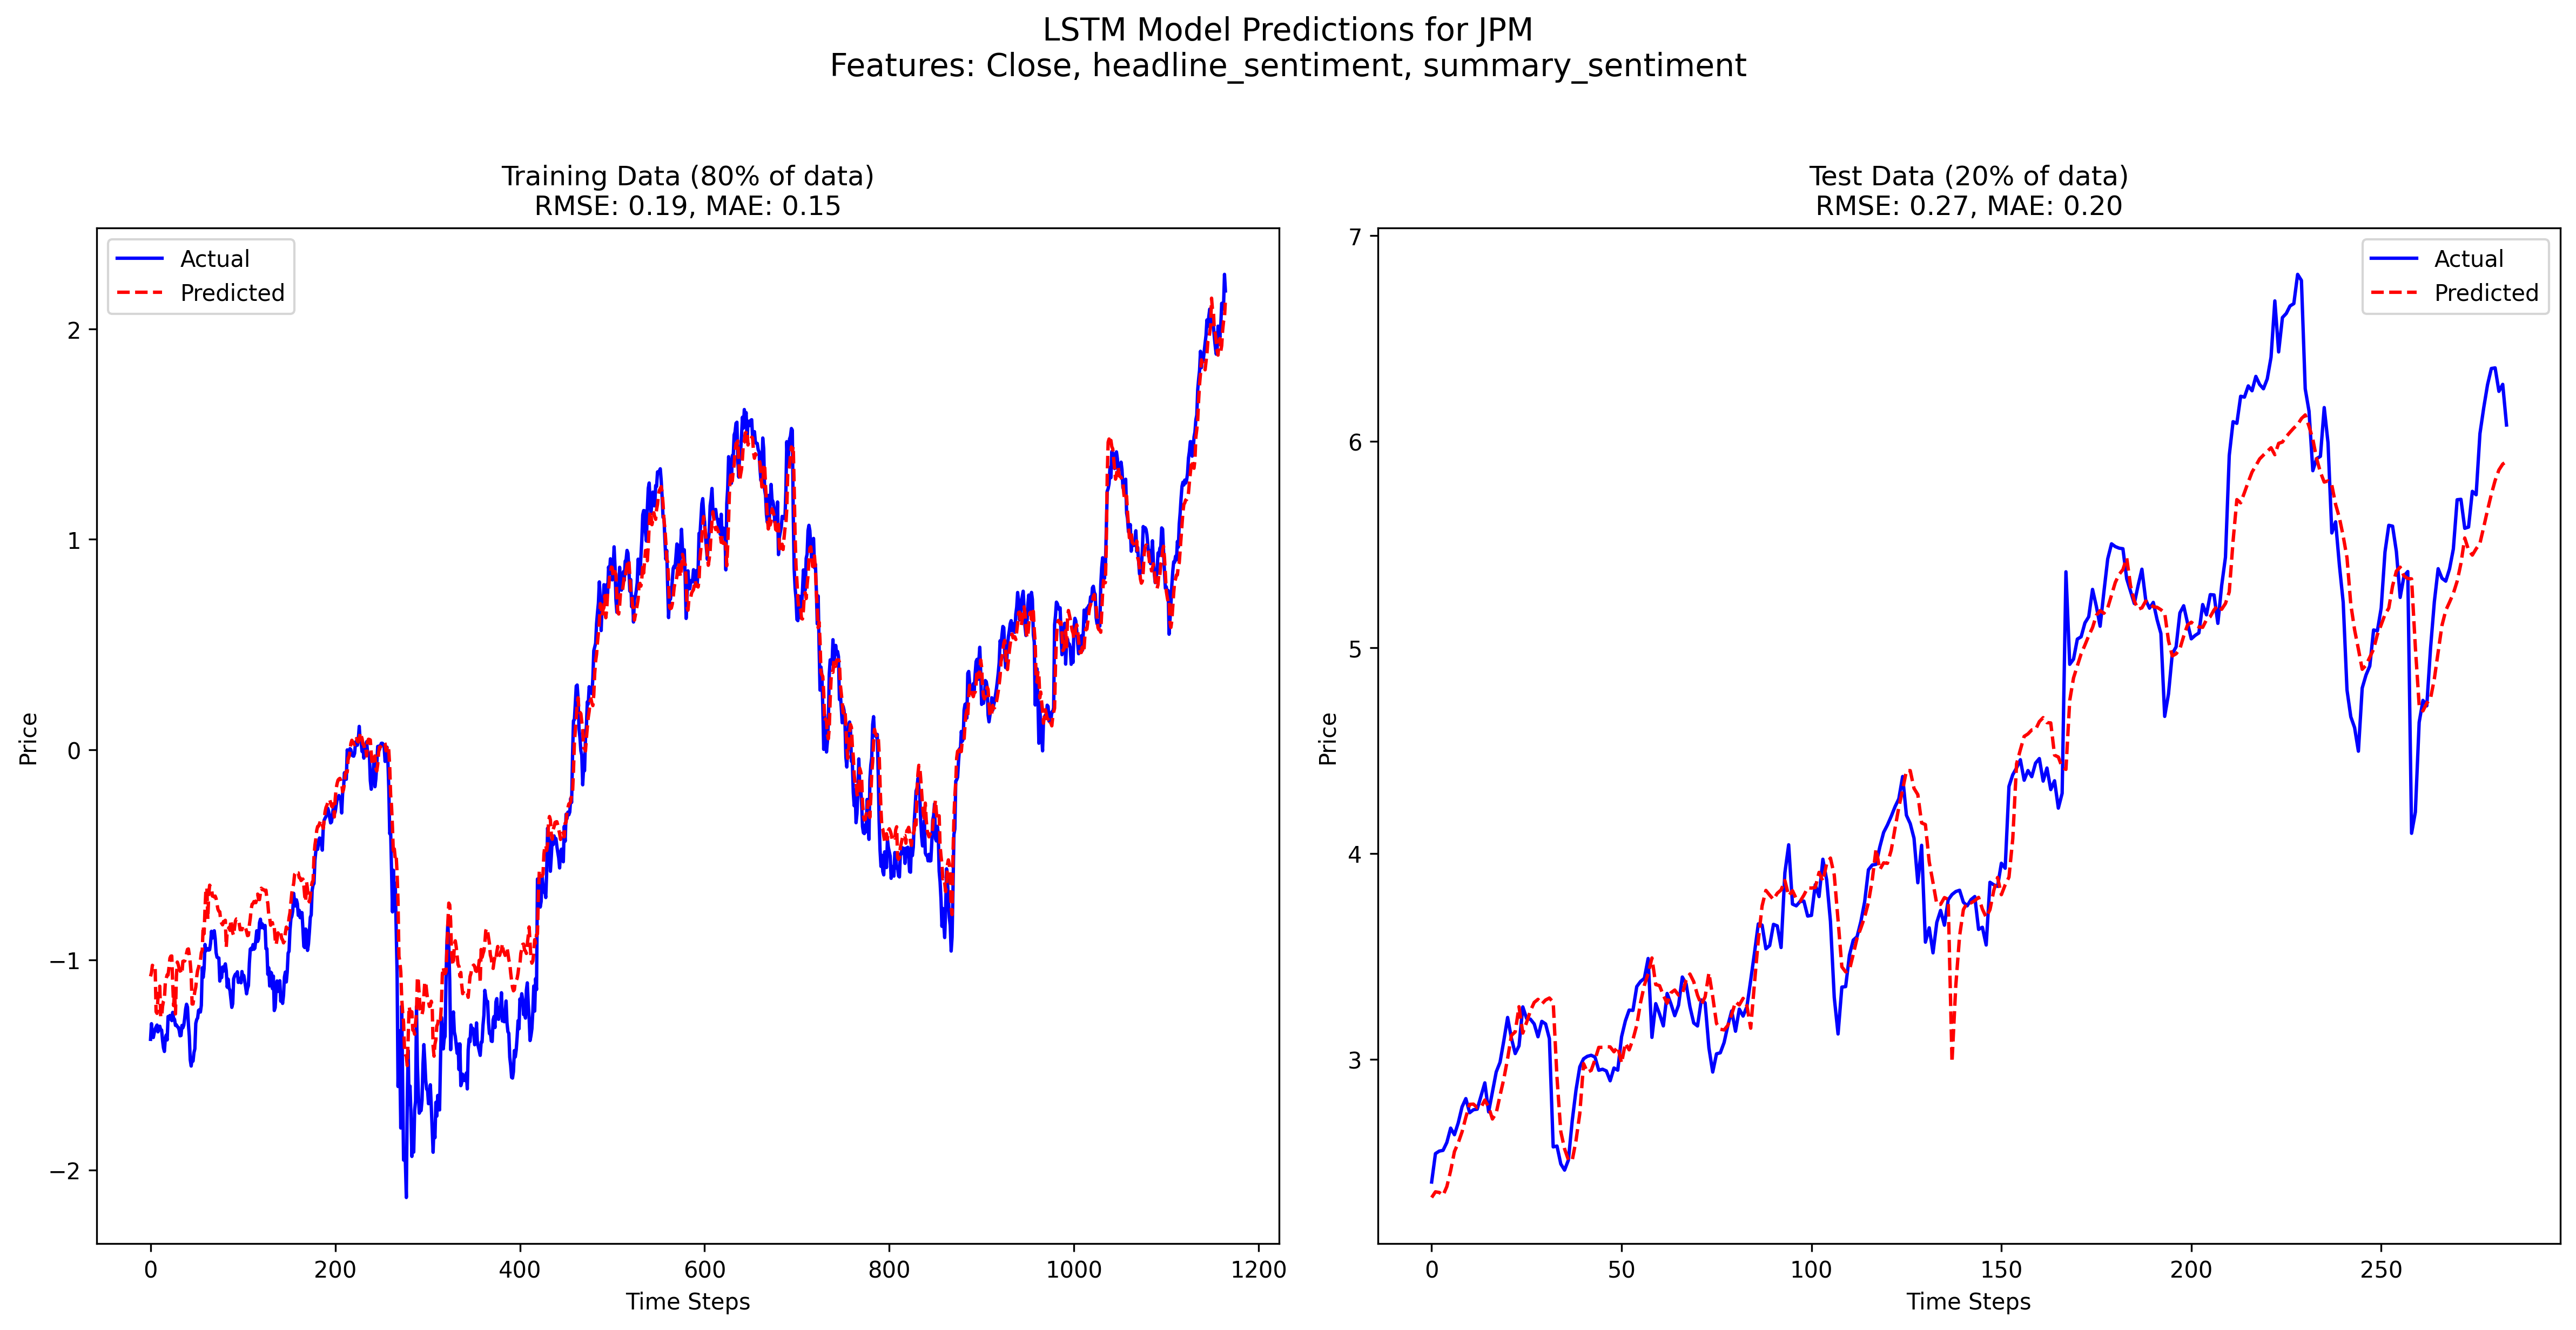 LSTM Model Predictions for JPM
Features: Close, headline_sentiment, summary_sentiment
Training Data (80% of data)
RMSE: 0.19, MAE: 0.15
Actual
Predicted
2
1
0
−1
−2
Price
0
200
400
600
800
1000
1200
Time Steps
Test Data (20% of data)
RMSE: 0.27, MAE: 0.20
Actual
Predicted
7
6
5
4
3
Price
0
50
100
150
200
250
Time Steps